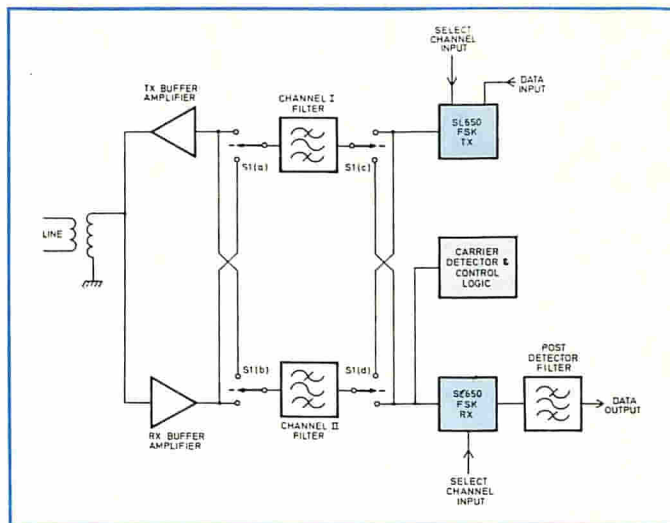 SELECT
CHANNEL
INPUT
TX BUFFER
AMPLIFIER
CHANNEL I
FILTER
DATA
INPUT
SL650
FSK
TX
S1(a)
S1(c)
LINE
CARRIER
DETECTOR &
CONTROL
LOGIC
S1(b)
S1(d)
POST
DETECTOR
FILTER
SL650
FSK
RX
DATA
OUTPUT
RX BUFFER
AMPLIFIER
CHANNEL II
FILTER
SELECT
CHANNEL
INPUT